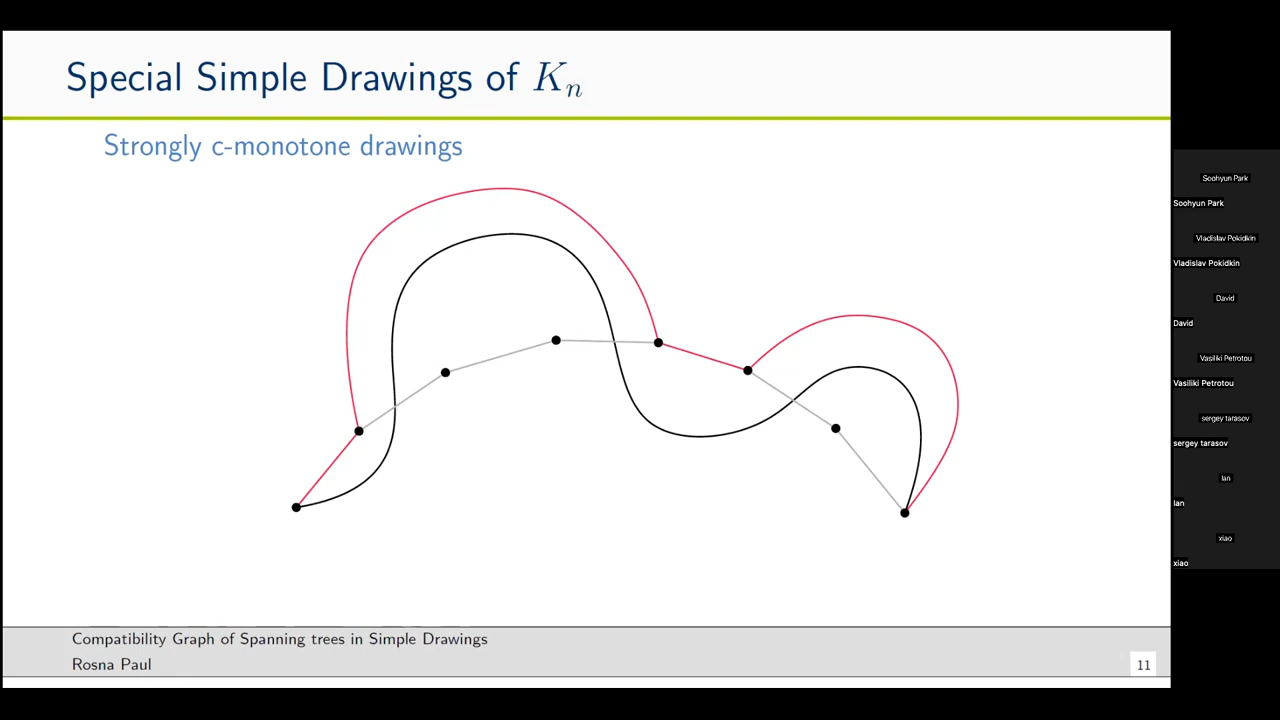 Special Simple Drawings of Kn
Strongly c-monotone drawings
Compatibility Graph of Spanning trees in Simple Drawings
Rosna Paul
11
Soohyun Park
Soohyun Park
Vladislav Pokidkin
Vladislav Pokidkin
David
David
Vasiliki Petrotou
Vasiliki Petrotou
sergey tarasov
sergey tarasov
Ian
Ian
xiao
xiao